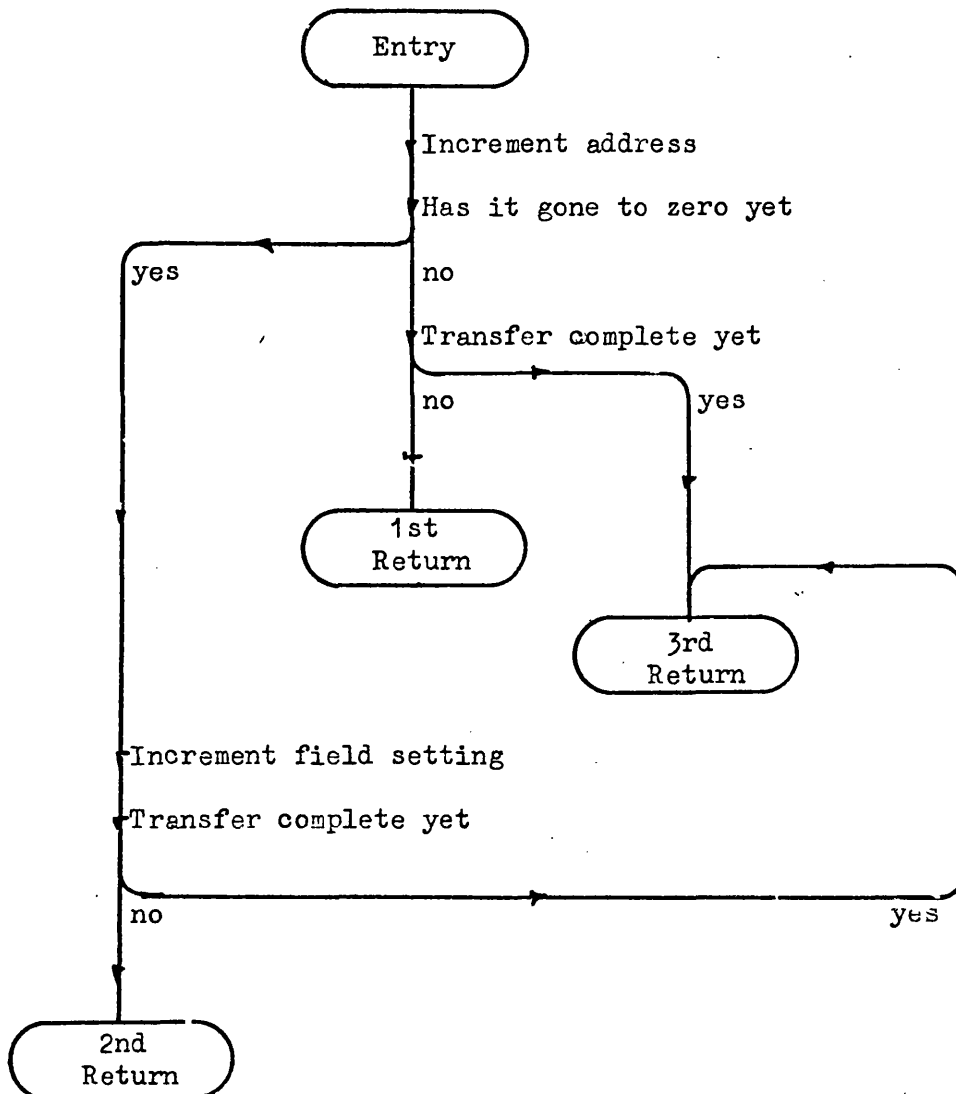 Entry
Increment address
Has it gone to zero yet
yes
no
Transfer complete yet
no
yes
1st
Return
3rd
Return
Increment field setting
Transfer complete yet
no
yes
2nd
Return